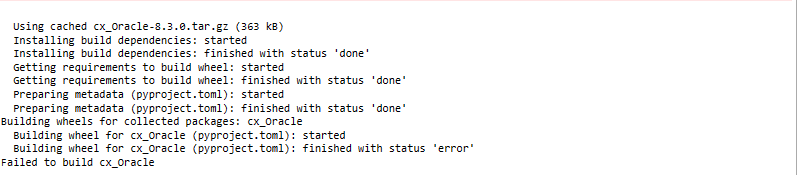 Using cached cx_Oracle-8.3.0.tar.gz (363 kB)
Installing build dependencies: started
Installing build dependencies: finished with status 'done'
Getting requirements to build wheel: started
Getting requirements to build wheel: finished with status 'done'
Preparing metadata (pyproject.toml): started
Preparing metadata (pyproject.toml): finished with status 'done'
Building wheels for collected packages: cx_Oracle
Building wheel for cx_Oracle (pyproject.toml): started
Building wheel for cx_Oracle (pyproject.toml): finished with status 'error'
Failed to build cx_Oracle